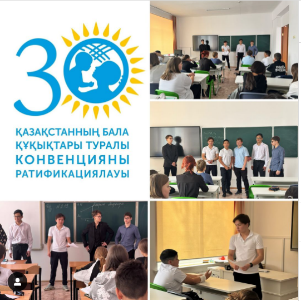 30
ҚАЗАҚСТАННЫҢ БАЛА
ҚҰҚЫҚТАРЫ ТУРАЛЫ
КОНВЕНЦИЯНЫ
РАТИФИКАЦИЯЛАУЫ